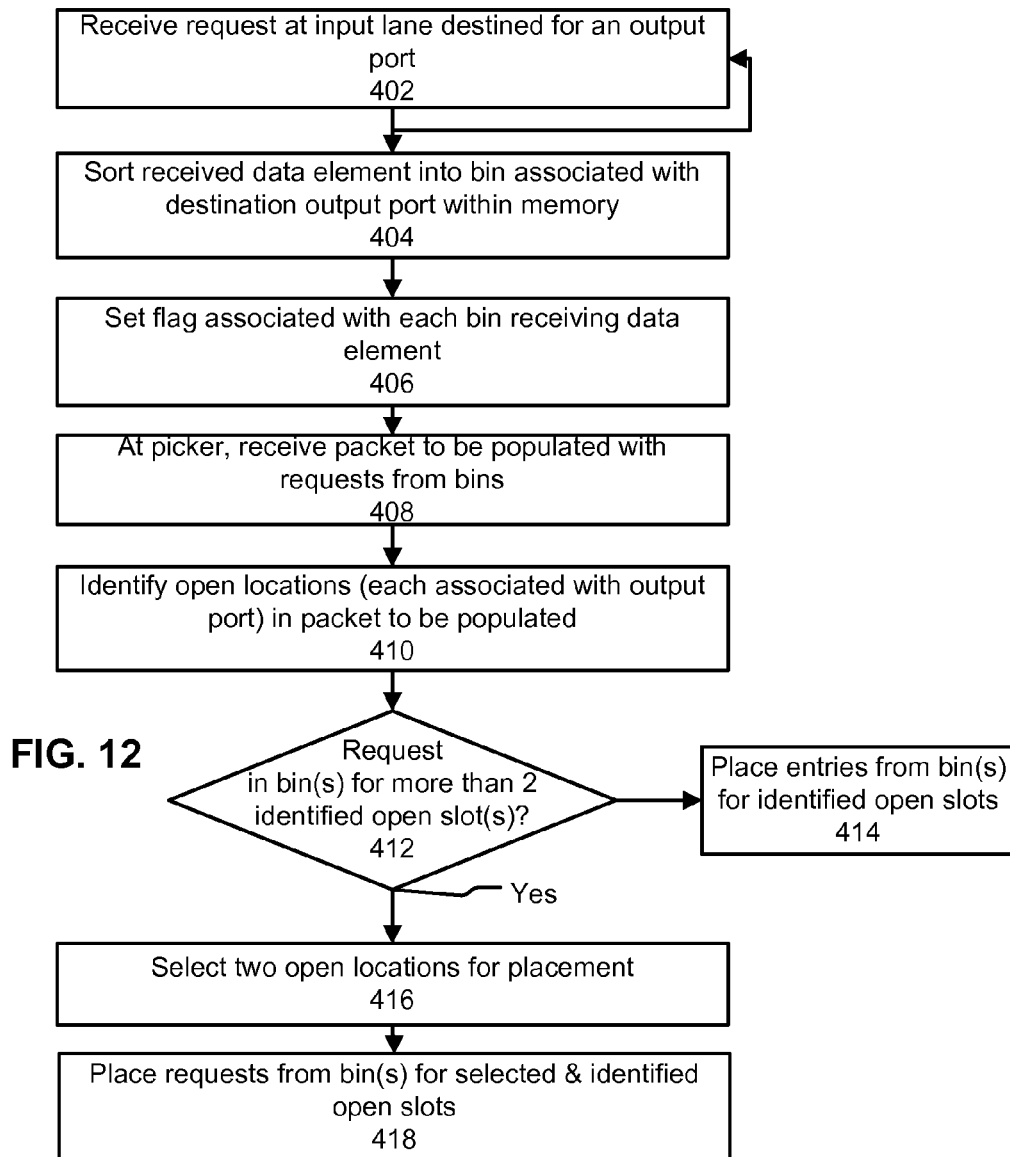 Receive request at input lane destined for an output
port
402
Sort received data element into bin associated with
destination output port within memory
404
Set flag associated with each bin receiving data
element
406
At picker, receive packet to be populated with
requests from bins
408
Identify open locations (each associated with output
port) in packet to be populated
410
FIG. 12
Request
in bin(s) for more than 2
identified open slot(s)?
412
Place entries from bin(s)
for identified open slots
414
Yes
Select two open locations for placement
416
Place requests from bin(s) for selected & identified
open slots
418